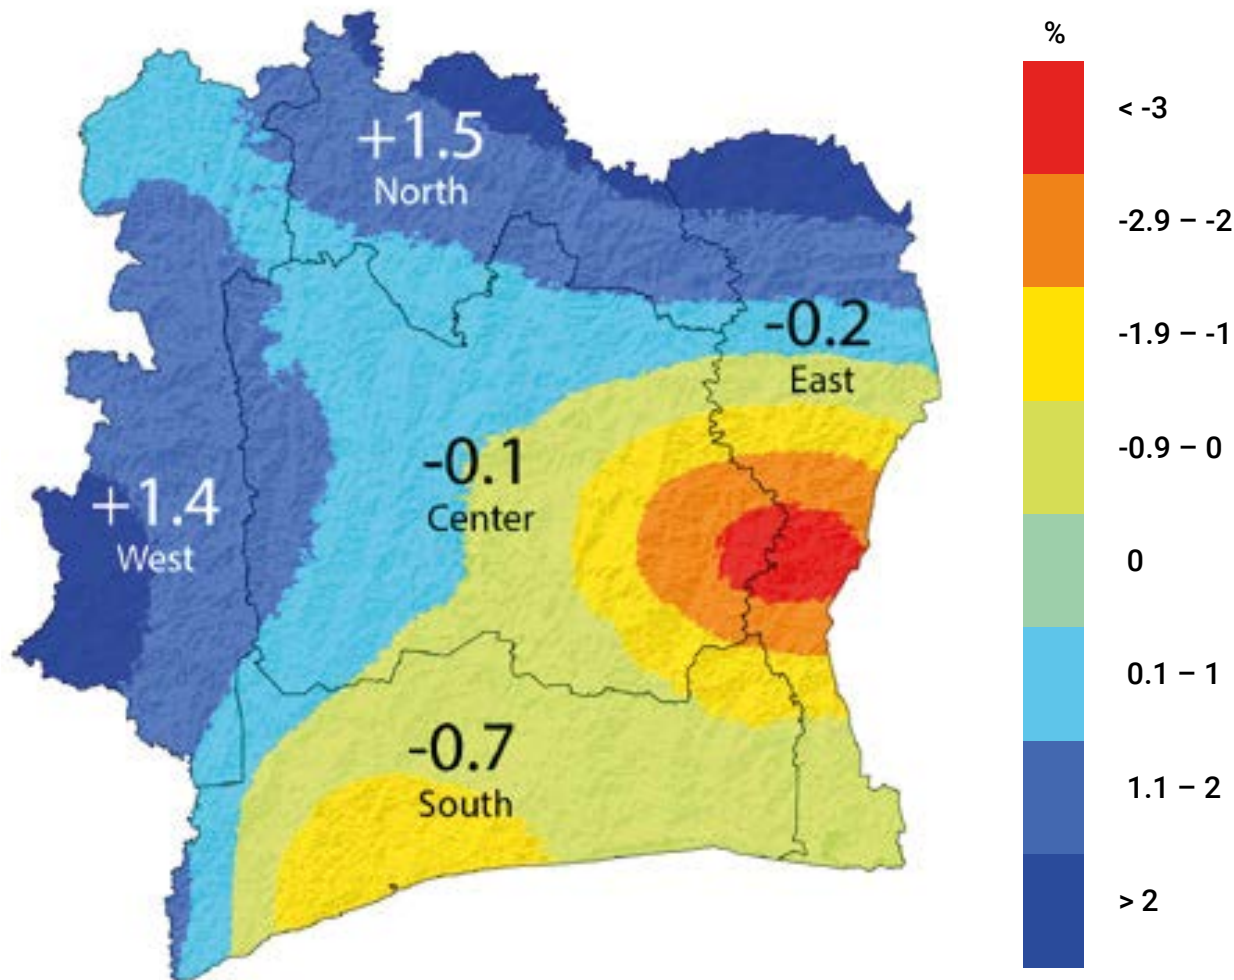 +1.5
North
-0.2
East
-0.1
Center
+1.4
West
-0.7
South
%
< -3
-2.9 – -2
-1.9 – -1
-0.9 – 0
0
0.1 – 1
1.1 – 2
> 2